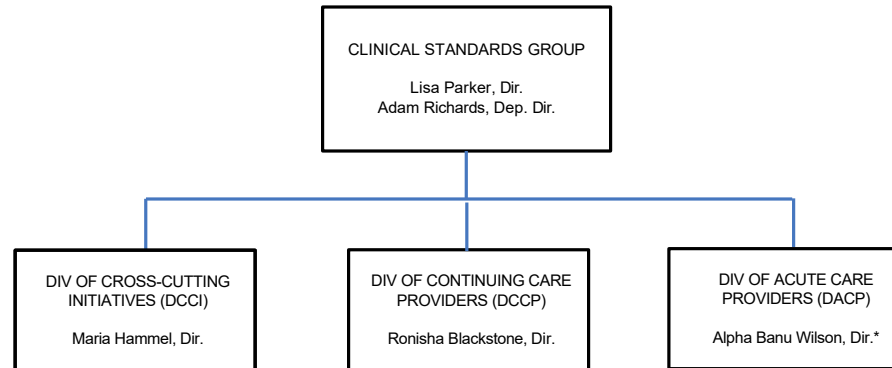 CLINICAL STANDARDS GROUP
Lisa Parker, Dir.
Adam Richards, Dep. Dir.
DIV OF CROSS-CUTTING
INITIATIVES (DCCI)
Maria Hammel, Dir.
DIV OF CONTINUING CARE
PROVIDERS (DCCP)
Ronisha Blackstone, Dir.
DIV OF ACUTE CARE
PROVIDERS (DACP)
Alpha Banu Wilson, Dir.*